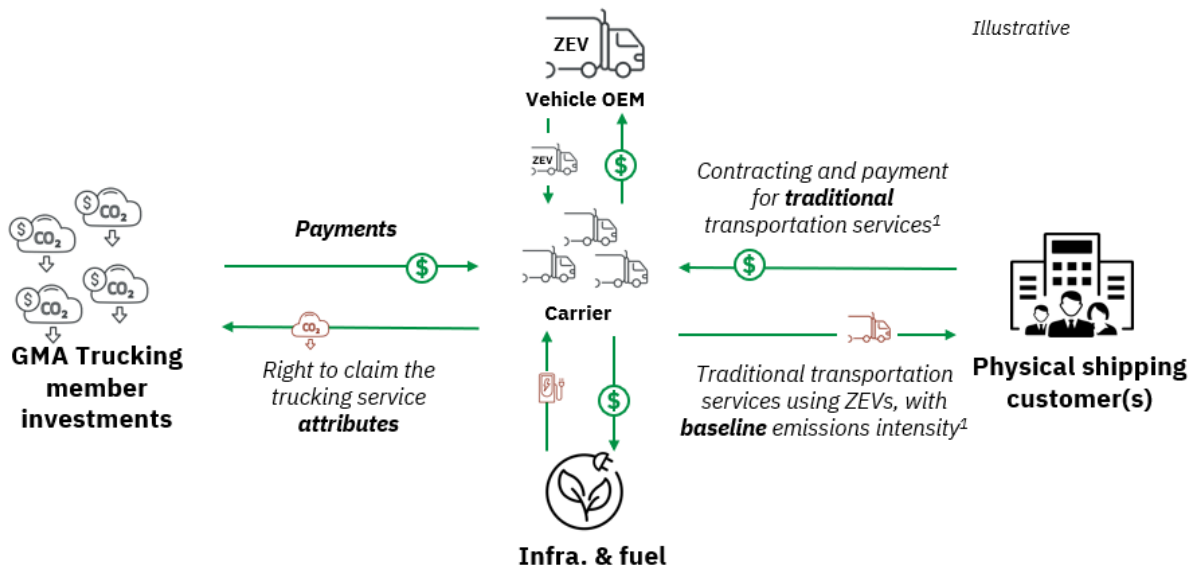 Illustrative
ZEV
Vehicle OEM
ZEV
$
Contracting and payment
for traditional
transportation services¹
$ CO₂
$ CO₂
$ CO₂
$ CO₂
Payments
$
$
Carrier
CO₂
GMA Trucking
member
investments
Right to claim the
trucking service
attributes
$
Traditional transportation
services using ZEVs, with
baseline emissions intensity¹
Physical shipping
customer(s)
Infra. & fuel